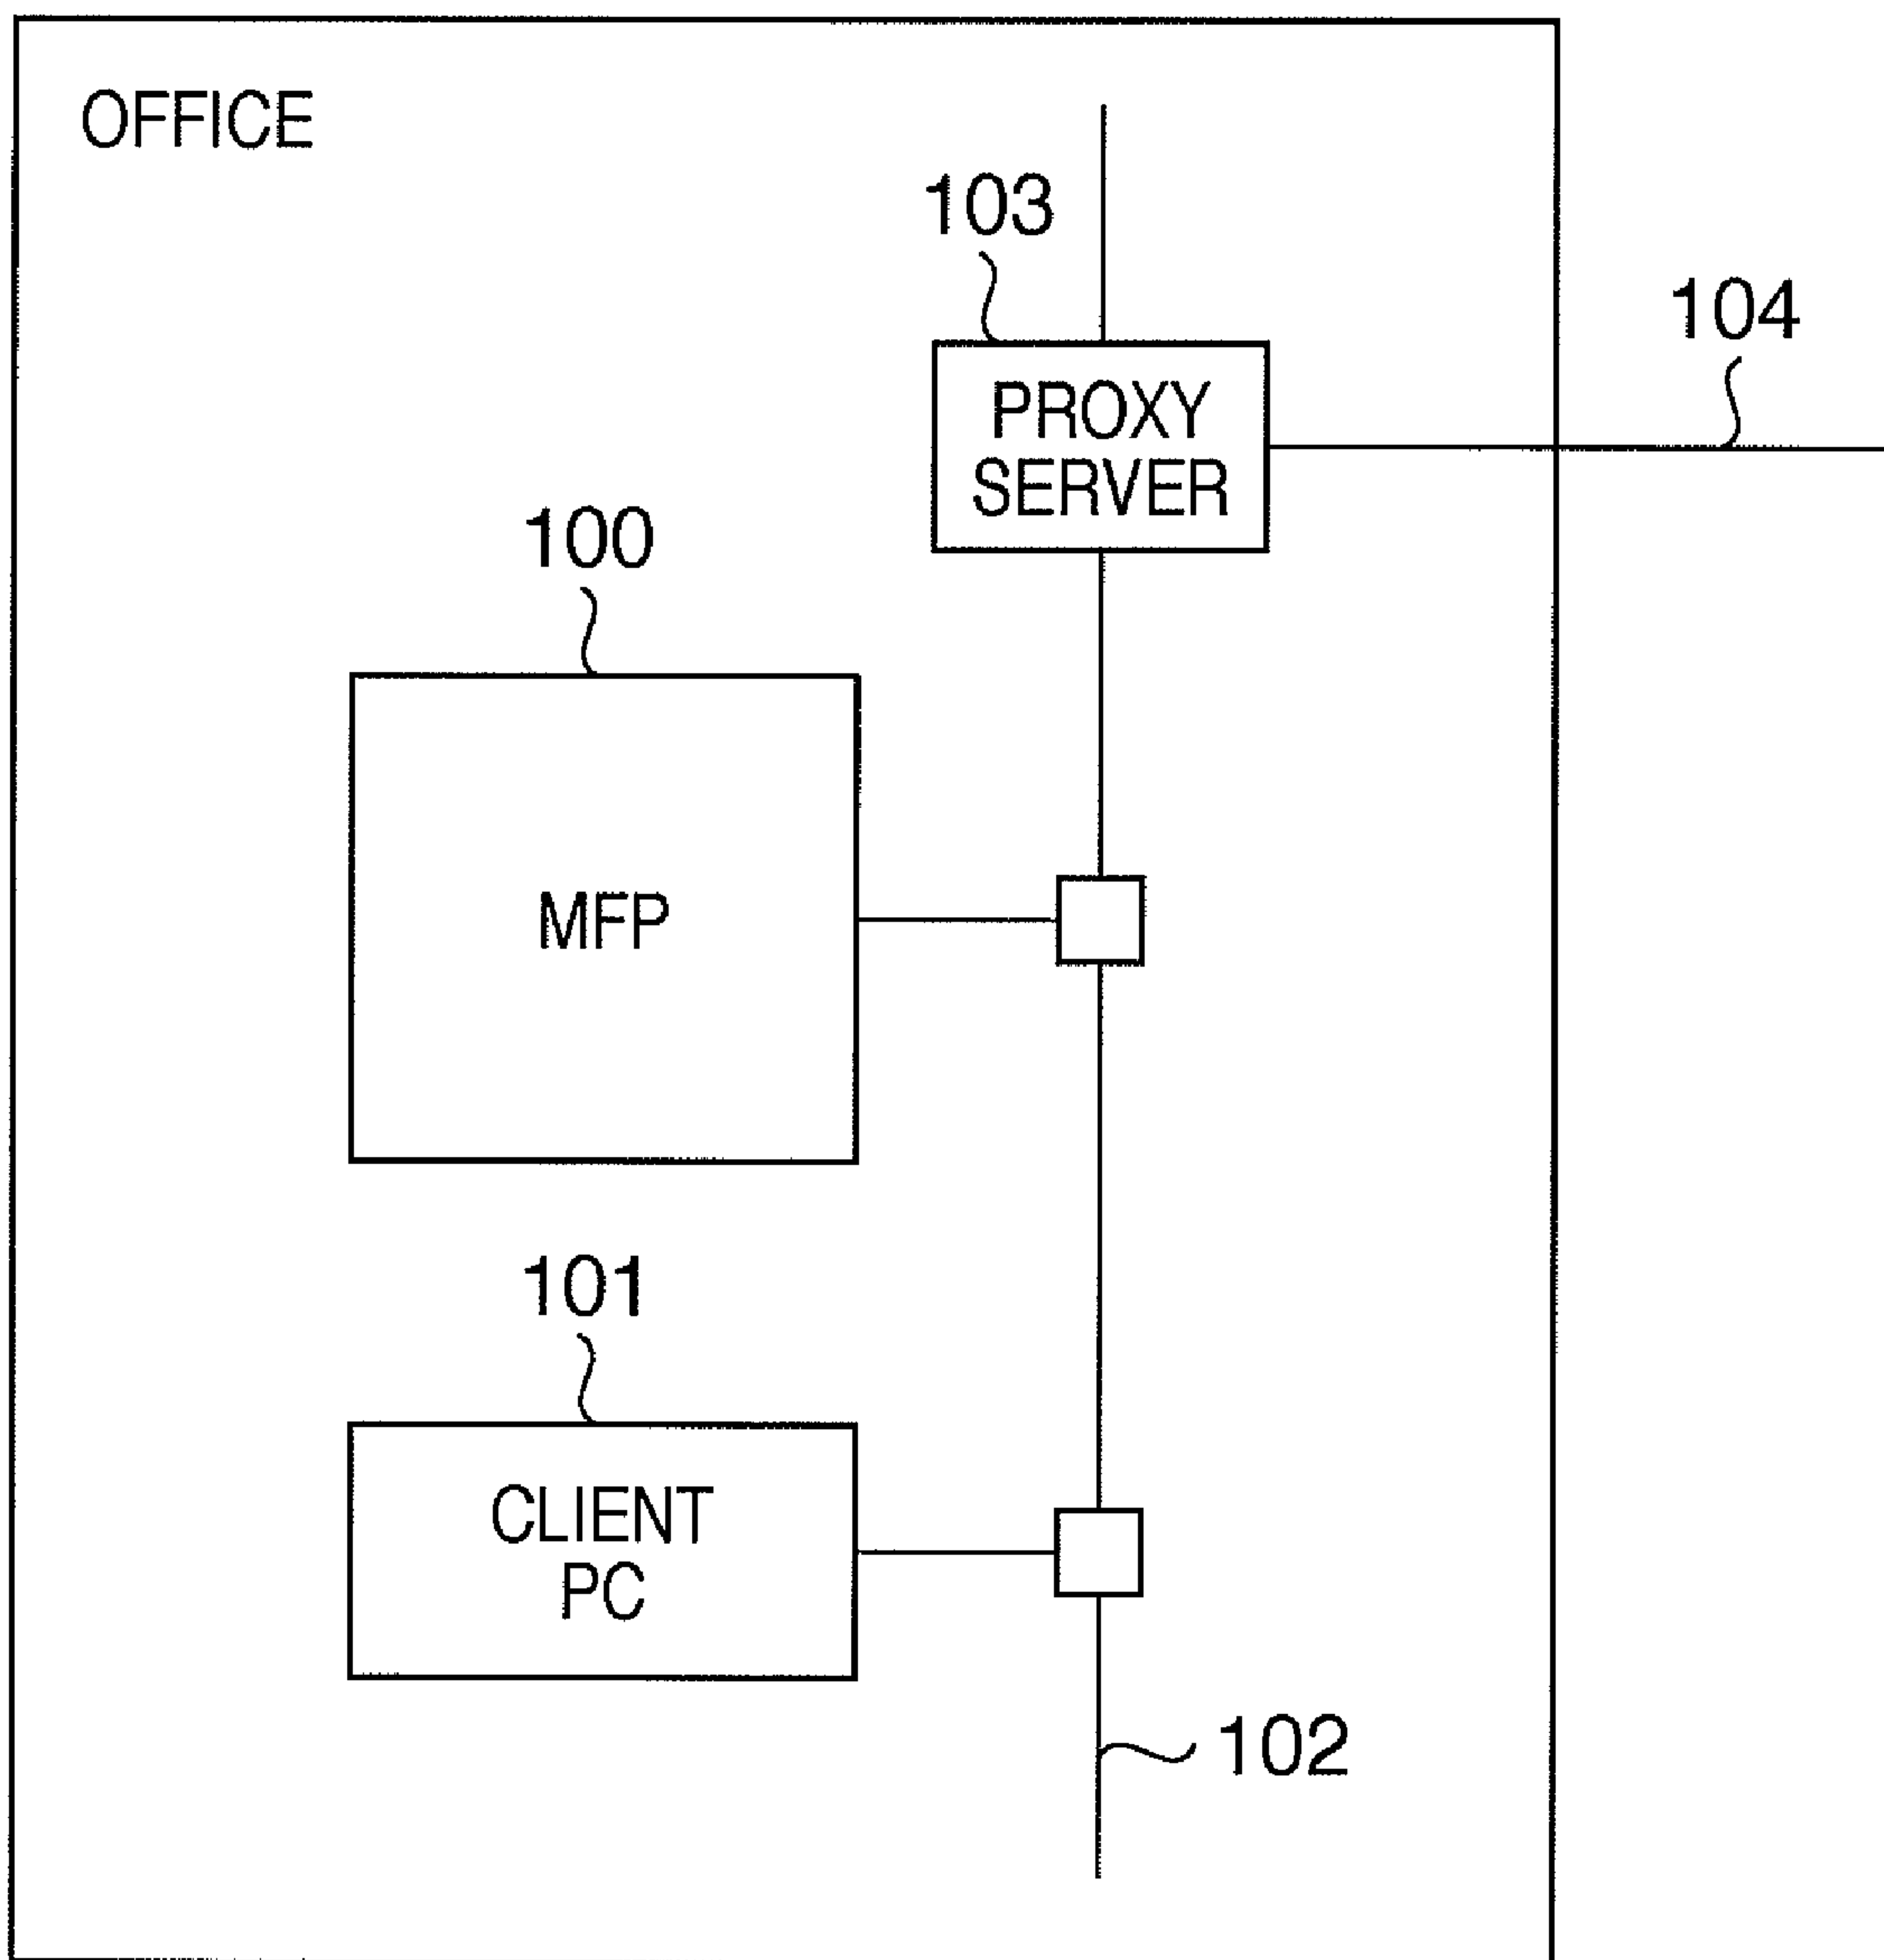 OFFICE
103
104
PROXY
SERVER
100
MFP
101
CLIENT
PC
102